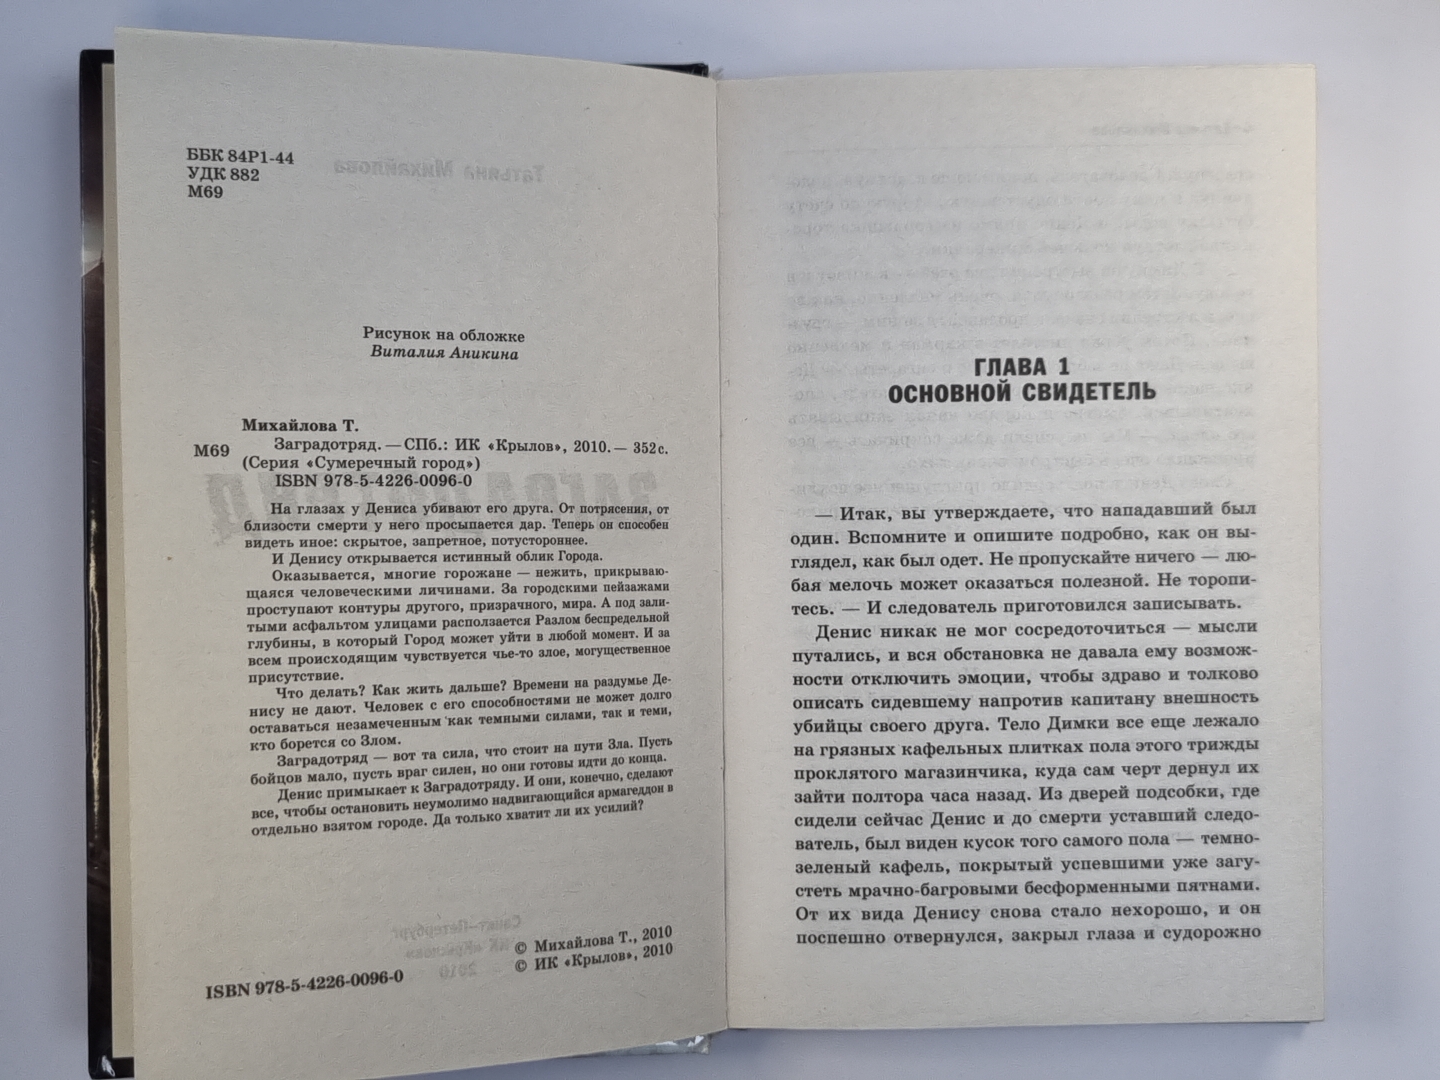 ББК 84Р1-44
УДК 882
М69
Рисунок на обложке
Виталия Аникина
Михайлова Т.
М69 Заградотряд. — СПб.: ИК «Крылов», 2010. — 352 с.
(Серия «Сумеречный город»)
ISBN 978-5-4226-0096-0
На глазах у Дениса убивают его друга. От потрясения, от
близости смерти у него просыпается дар. Теперь он способен
видеть иное: скрытое, запретное, потустороннее.
И Денису открывается истинный облик Города.
Оказывается, многие горожане — нежить, прикрываю-
щаяся человеческими личинами. За городскими пейзажами
проступают контуры другого, призрачного, мира. А под зали-
тыми асфальтом улицами расползается Разлом беспредельной
глубины, в который Город может уйти в любой момент. И за
всем происходящим чувствуется чье-то злое, могущественное
присутствие.
Что делать? Как жить дальше? Времени на раздумье Де-
нису не дают. Человек с его способностями не может долго
оставаться незамеченным как темными силами, так и теми,
кто борется со Злом.
Заградотряд — вот та сила, что стоит на пути Зла. Пусть
бойцов мало, пусть враг силен, но они готовы идти до конца.
Денис примыкает к Заградотряду. И они, конечно, сделают
все, чтобы остановить неумолимо надвигающийся армагеддон в
отдельно взятом городе. Да только хватит ли их усилий?
© Михайлова Т., 2010
© ИК «Крылов», 2010
ISBN 978-5-4226-0096-0
ГЛАВА 1
ОСНОВНОЙ СВИДЕТЕЛЬ
— Итак, вы утверждаете, что нападавший был
один. Вспомните и опишите подробно, как он вы-
глядел, как был одет. Не пропускайте ничего — лю-
бая мелочь может оказаться полезной. Не торопи-
тесь. — И следователь приготовился записывать.
Денис никак не мог сосредоточиться — мысли
путались, и вся обстановка не давала ему возмож-
ности отключить эмоции, чтобы здраво и толково
описать сидевшему напротив капитану внешность
убийцы своего друга. Тело Димки все еще лежало
на грязных кафельных плитках пола этого трижды
проклятого магазинчика, куда сам черт дернул их
зайти полтора часа назад. Из дверей подсобки, где
сидели сейчас Денис и до смерти уставший следо-
ватель, был виден кусок того самого пола — темно-
зеленый кафель, покрытый успевшими уже загу-
стеть мрачно-багровыми бесформенными пятнами.
От их вида Денису снова стало нехорошо, и он
поспешно отвернулся, закрыл глаза и судорожно